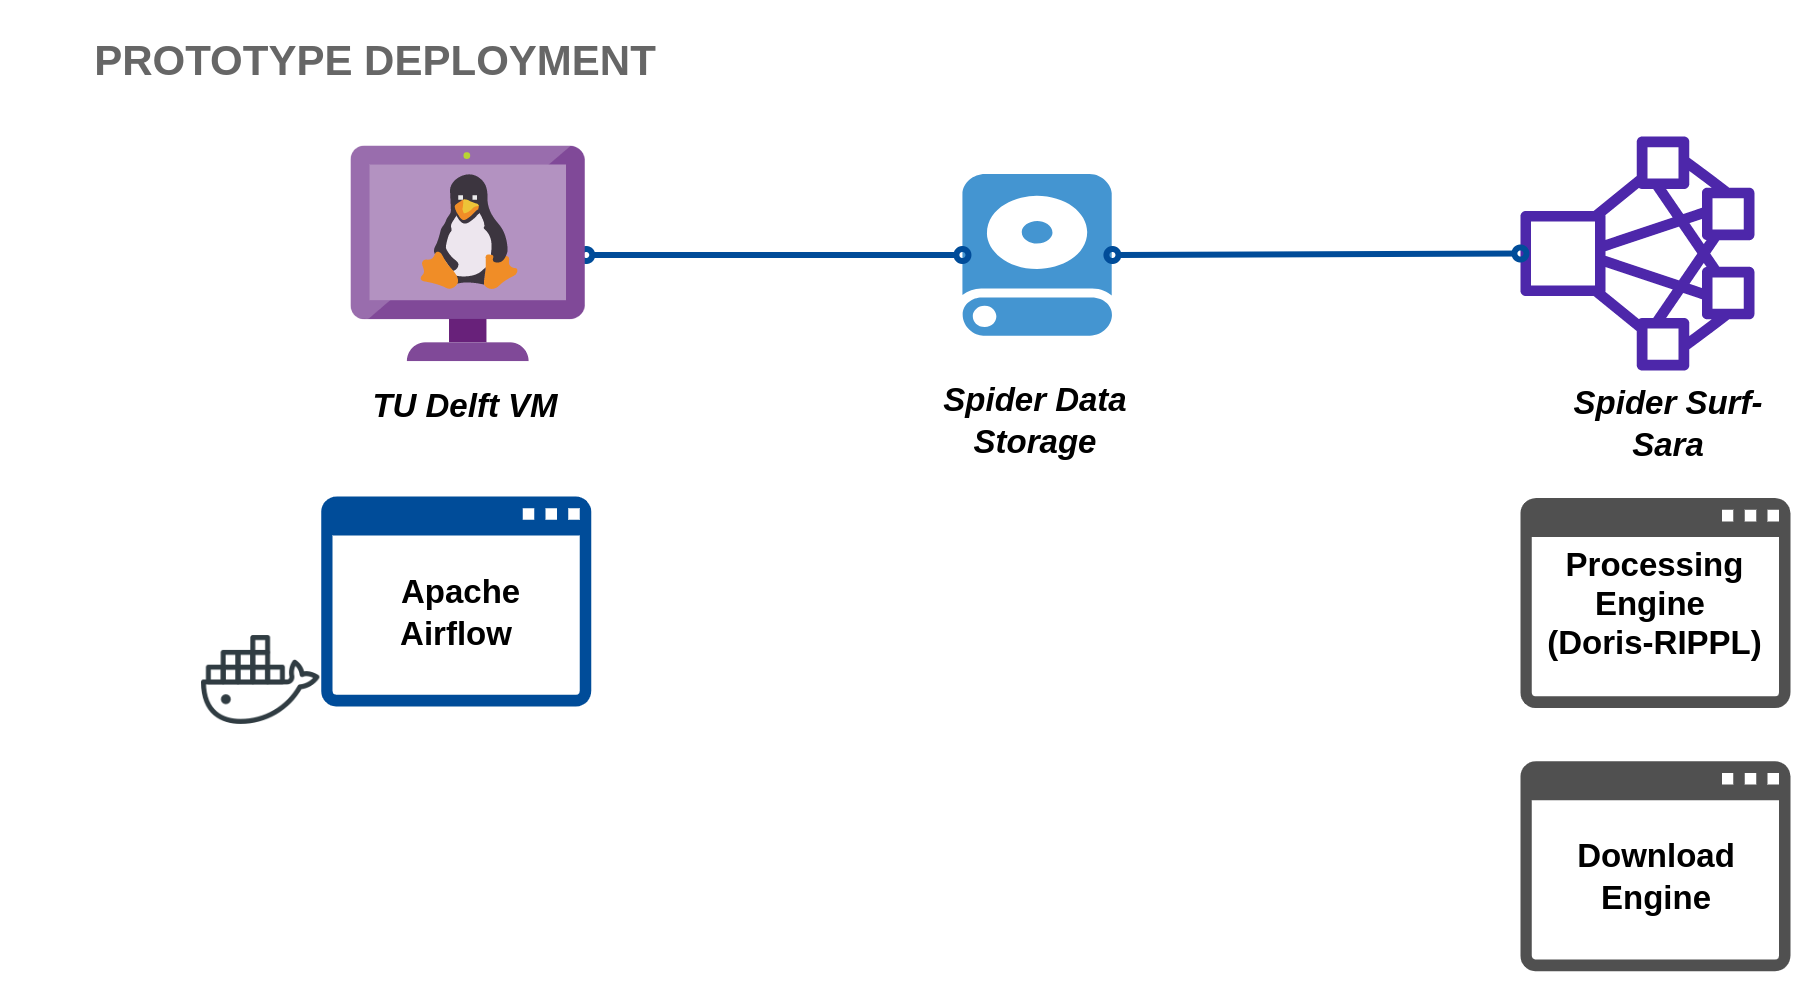 PROTOTYPE DEPLOYMENT
TU Delft VM
Spider Data
Storage
Spider Surf-
Sara
Apache
Airflow
Processing
Engine
(Doris-RIPPL)
Download
Engine